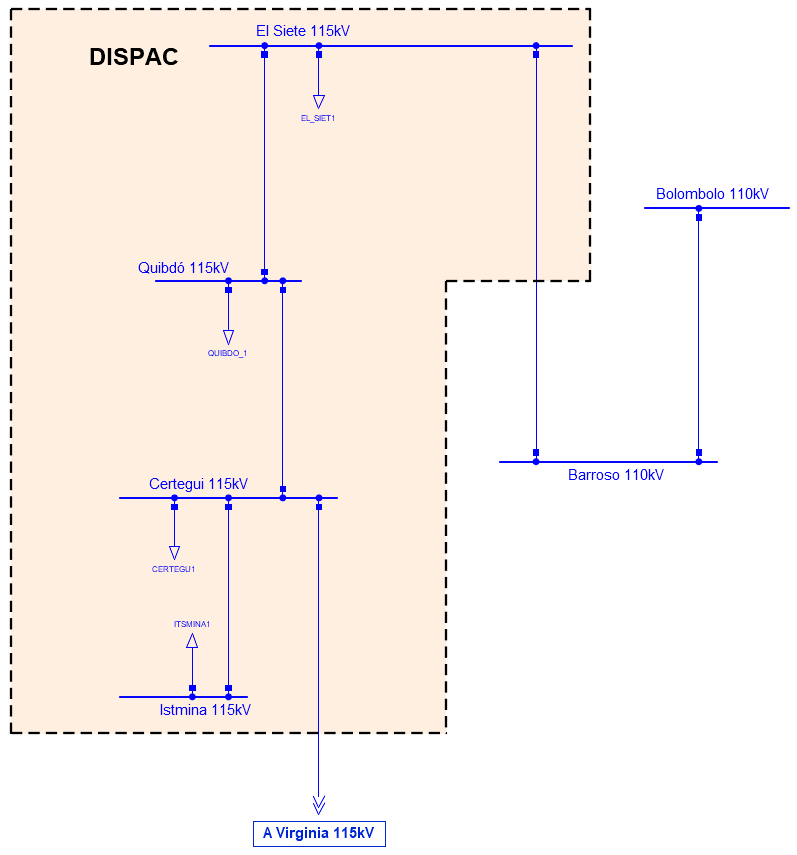 El Siete 115kV
DISPAC
EL_SIET1
Bolombolo 110kV
Quibdó 115kV
QUIBDO_1
Barroso 110kV
Certegui 115kV
CERTEGU1
ITSMINA1
Istmina 115kV
A Virginia 115kV